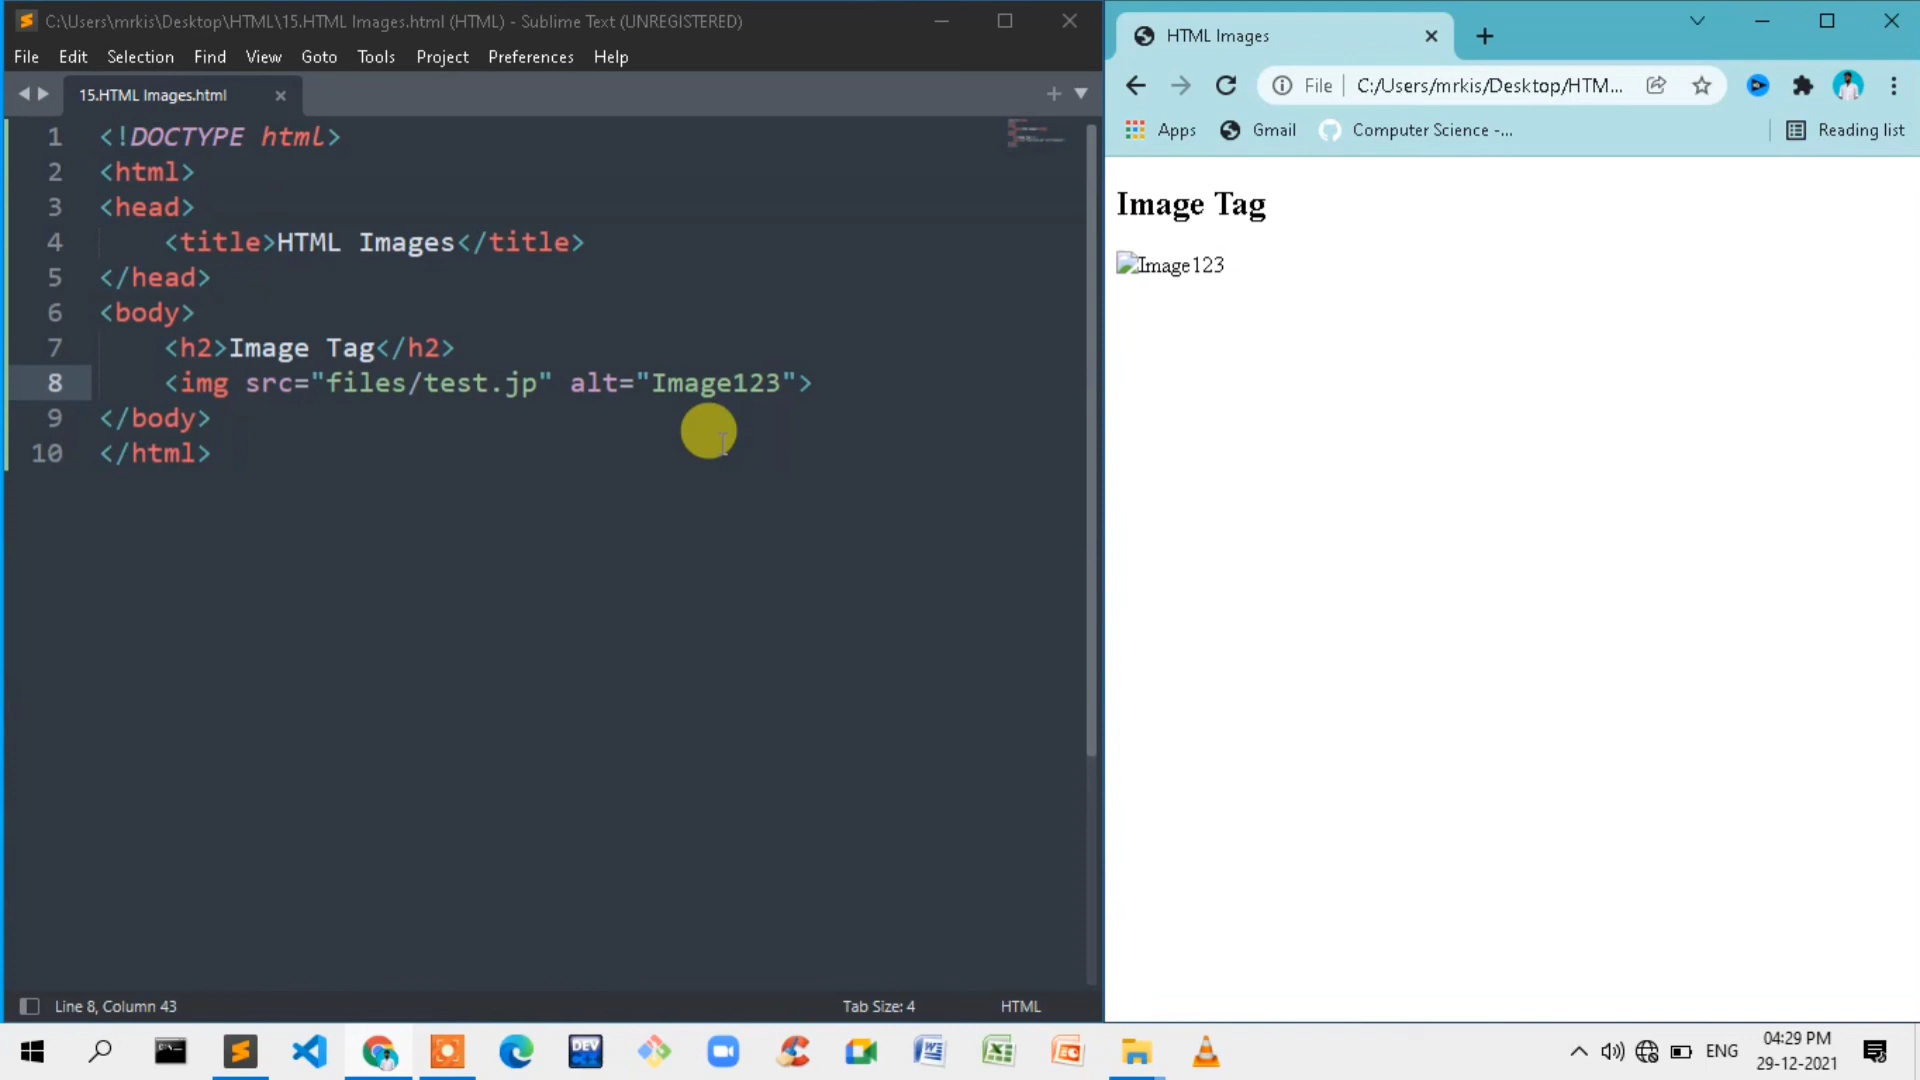 C:\Users\mrkis\Desktop\HTML\15.HTML Images.html (HTML) - Sublime Text (UNREGISTERED)
File Edit Selection Find View Goto Tools Project Preferences Help
15.HTML Images.html
1 <!DOCTYPE html>
2 <html>
3 <head>
4 <title>HTML Images</title>
5 </head>
6 <body>
7 <h2>Image Tag</h2>
8 <img src="files/test.jp" alt="Image123">
9 </body>
10 </html>
Line 8, Column 43 Tab Size: 4 HTML
HTML Images
File C:/Users/mrkis/Desktop/HTM...
Apps Gmail Computer Science -... Reading list
Image Tag
Image123
DEV
ENG
04:29 PM
29-12-2021